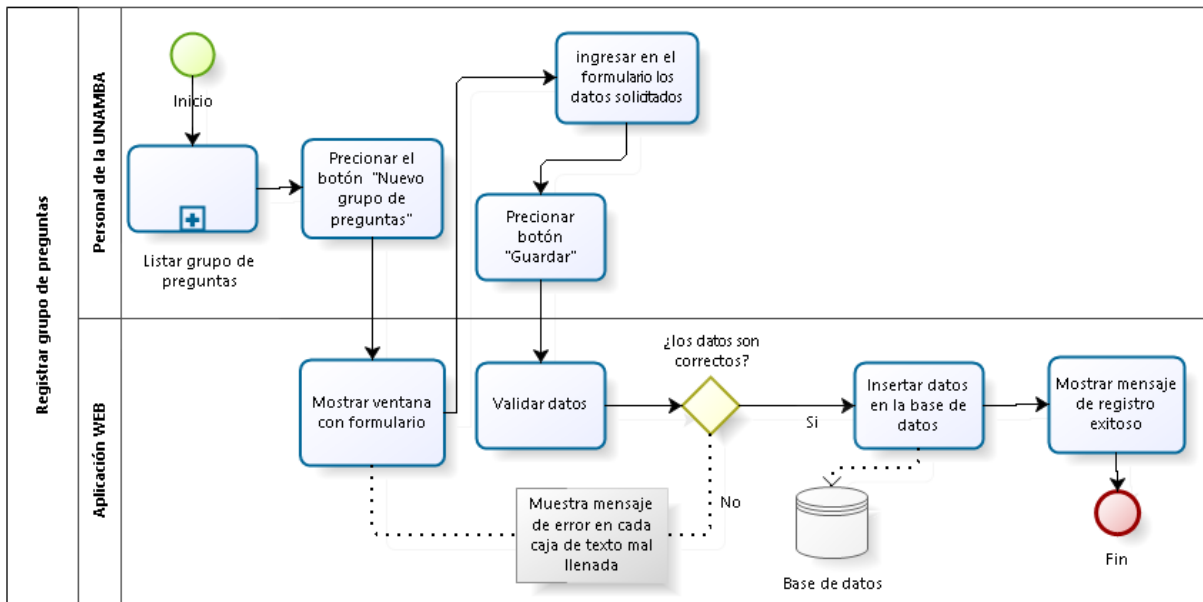 Registrar grupo de preguntas
Personal de la UNAMBA
Inicio
Listar grupo de
preguntas
Precionar el
botón "Nuevo
grupo de
preguntas"
ingresar en el
formulario los
datos solicitados
Precionar
botón
"Guardar"
Aplicación WEB
Mostrar ventana
con formulario
Validar datos
¿los datos son
correctos?
Si
No
Muestra mensaje
de error en cada
caja de texto mal
llenada
Insertar datos
en la base de
datos
Base de datos
Mostrar mensaje
de registro
exitoso
Fin